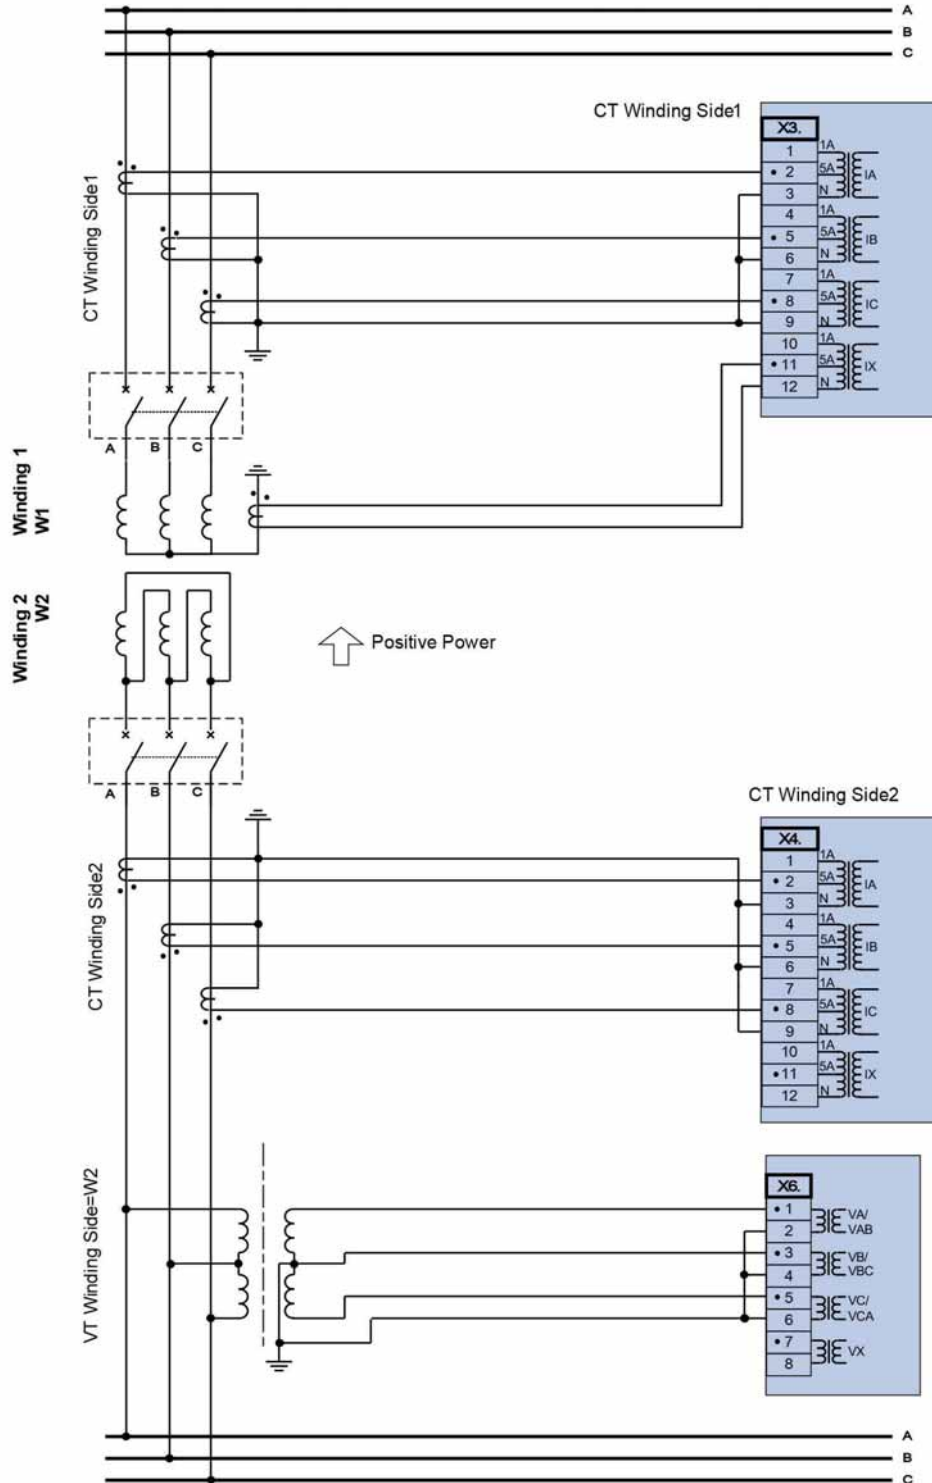 A
B
C
CT Winding Side1
X3.
1 1A
• 2 5A IA
3 N
4 1A
• 5 5A IB
6 N
7 1A
• 8 5A IC
9 N
10 1A
• 11 5A IX
12 N
CT Winding Side1
A B C
Winding 1
W1
Winding 2
W2
Positive Power
A B C
CT Winding Side2
X4.
1 1A
• 2 5A IA
3 N
4 1A
• 5 5A IB
6 N
7 1A
• 8 5A IC
9 N
10 1A
• 11 5A IX
12 N
CT Winding Side2
VT Winding Side=W2
X6.
• 1 VA/
2 VAB
• 3 VB/
4 VBC
• 5 VC/
6 VCA
• 7 VX
8
A
B
C